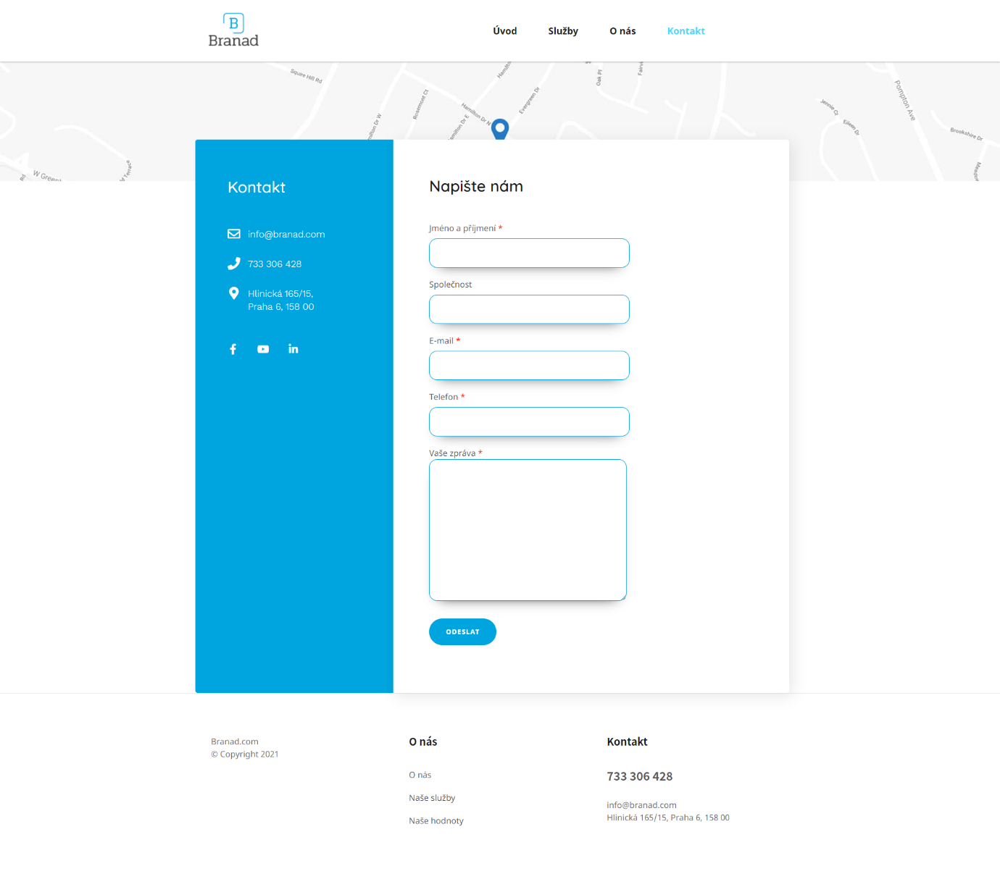 B
Branad
Úvod
Služby
O nás
Kontakt
Squire Hill Rd
Rosemont Ct
Hamilton Dr N
Evergreen Dr
Oak Pl
Pompton Ave
Jennie Ct
Eileen Dr
Brookshire Dr
Kontakt
info@branad.com
733 306 428
Hlinická 165/15,
Praha 6, 158 00
Napište nám
Jméno a příjmení *
Společnost
E-mail *
Telefon *
Vaše zpráva *
ODESLAT
Branad.com
© Copyright 2021
O nás
O nás
Naše služby
Naše hodnoty
Kontakt
733 306 428
info@branad.com
Hlinická 165/15, Praha 6, 158 00